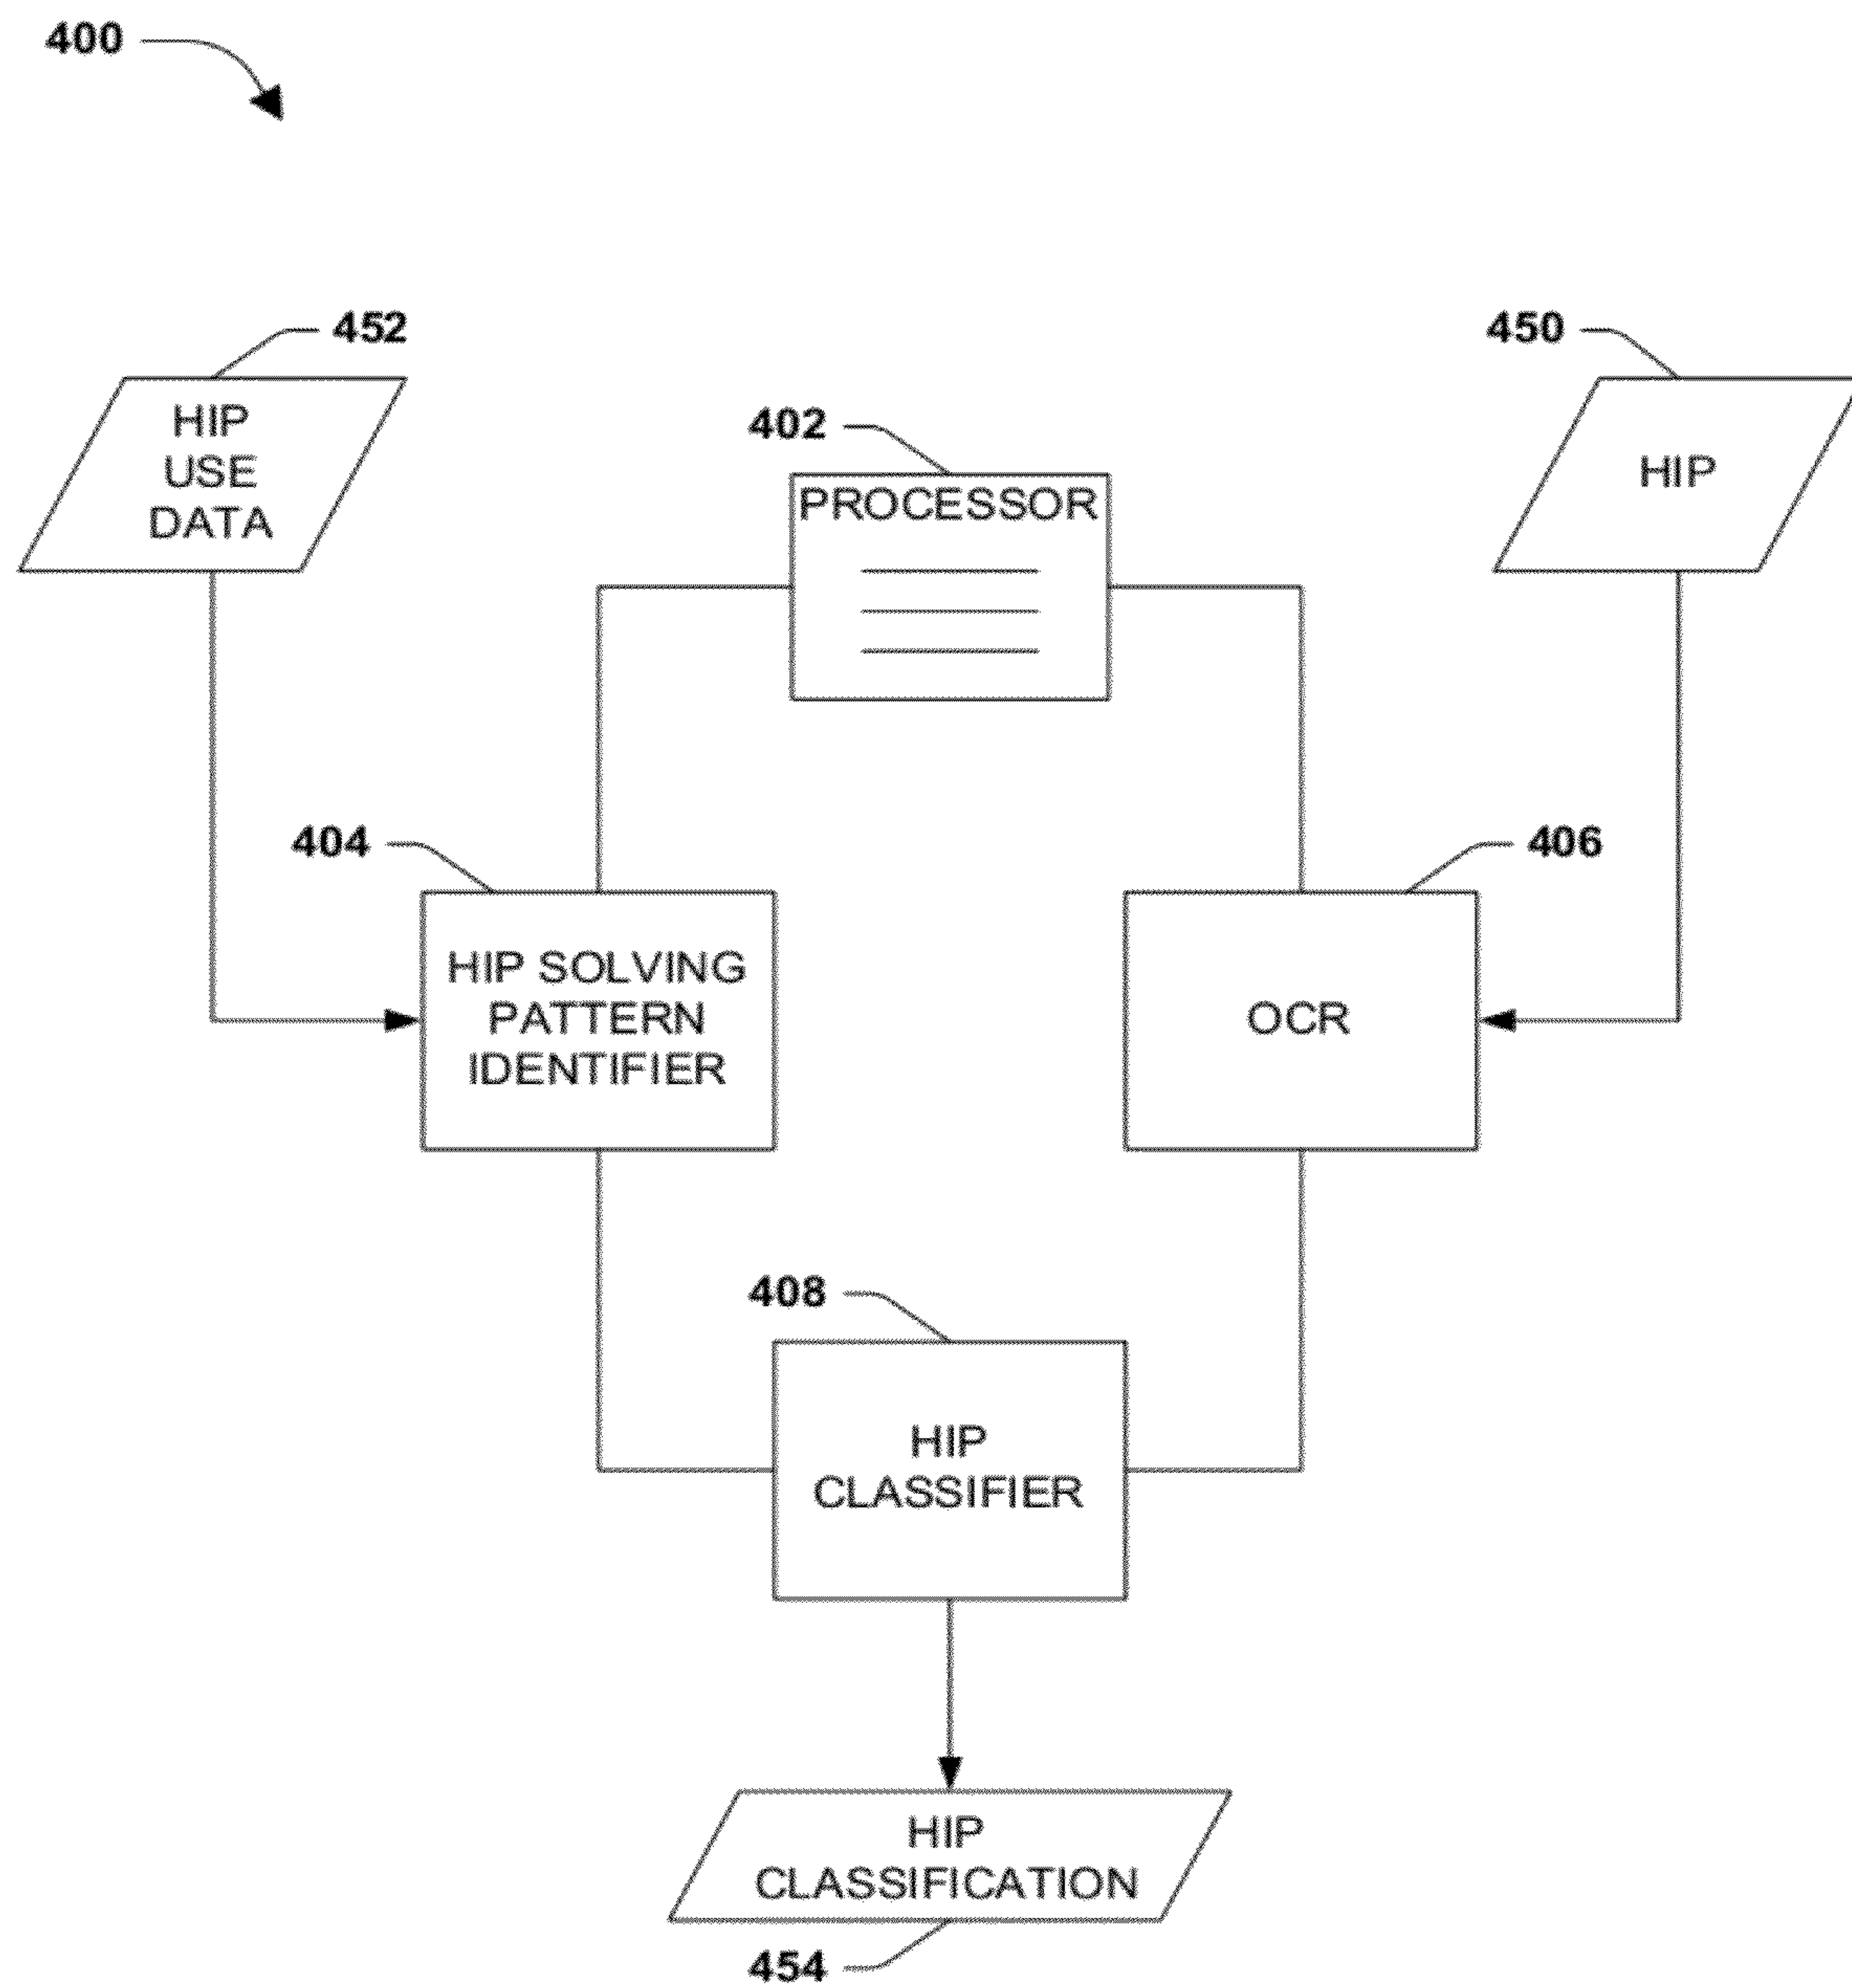 400
452
450
HIP
USE
DATA
402
HIP
PROCESSOR
404
406
HIP SOLVING
PATTERN
IDENTIFIER
OCR
408
HIP
CLASSIFIER
HIP
CLASSIFICATION
454